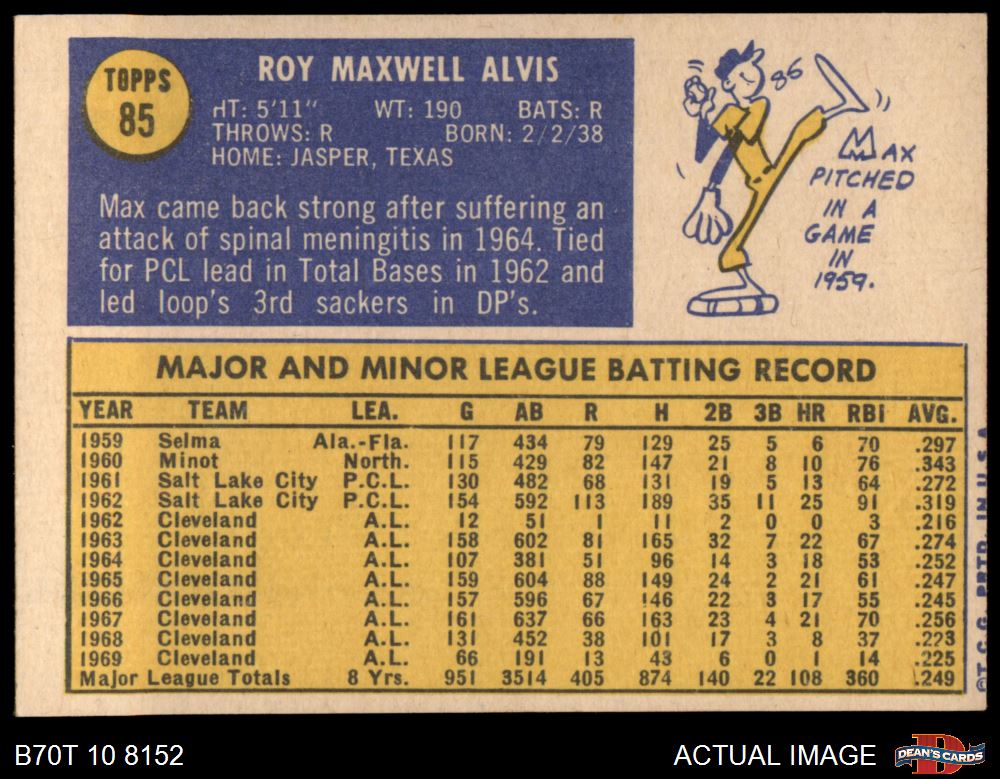 TOPPS
85
ROY MAXWELL ALVIS
HT: 5'11" WT: 190 BATS: R
THROWS: R BORN: 2/2/38
HOME: JASPER, TEXAS
Max came back strong after suffering an
attack of spinal meningitis in 1964. Tied
for PCL lead in Total Bases in 1962 and
led loop's 3rd sackers in DP's.
86
MAX
PITCHED
IN A
GAME
IN
1959.
MAJOR AND MINOR LEAGUE BATTING RECORD
YEAR TEAM LEA. G AB R H 2B 3B HR RBI AVG.
1959 Selma Ala.-Fla. 117 434 79 129 25 5 6 70 .297
1960 Minot North. 115 429 82 147 21 8 10 76 .343
1961 Salt Lake City P.C.L. 130 482 68 131 19 5 13 64 .272
1962 Salt Lake City P.C.L. 154 592 113 189 35 11 25 91 .319
1962 Cleveland A.L. 12 51 1 11 2 0 0 3 .216
1963 Cleveland A.L. 158 602 81 165 32 7 22 67 .274
1964 Cleveland A.L. 107 381 51 96 14 3 18 53 .252
1965 Cleveland A.L. 159 604 88 149 24 2 21 61 .247
1966 Cleveland A.L. 157 596 67 146 22 3 17 55 .245
1967 Cleveland A.L. 161 637 66 163 23 4 21 70 .256
1968 Cleveland A.L. 131 452 38 101 17 3 8 37 .223
1969 Cleveland A.L. 66 191 13 43 6 0 1 14 .225
Major League Totals 8 Yrs. 951 3514 405 874 140 22 108 360 .249
©T.C.G. PRTD. IN U.S.A.
B70T 10 8152
ACTUAL IMAGE
DEAN'S CARDS